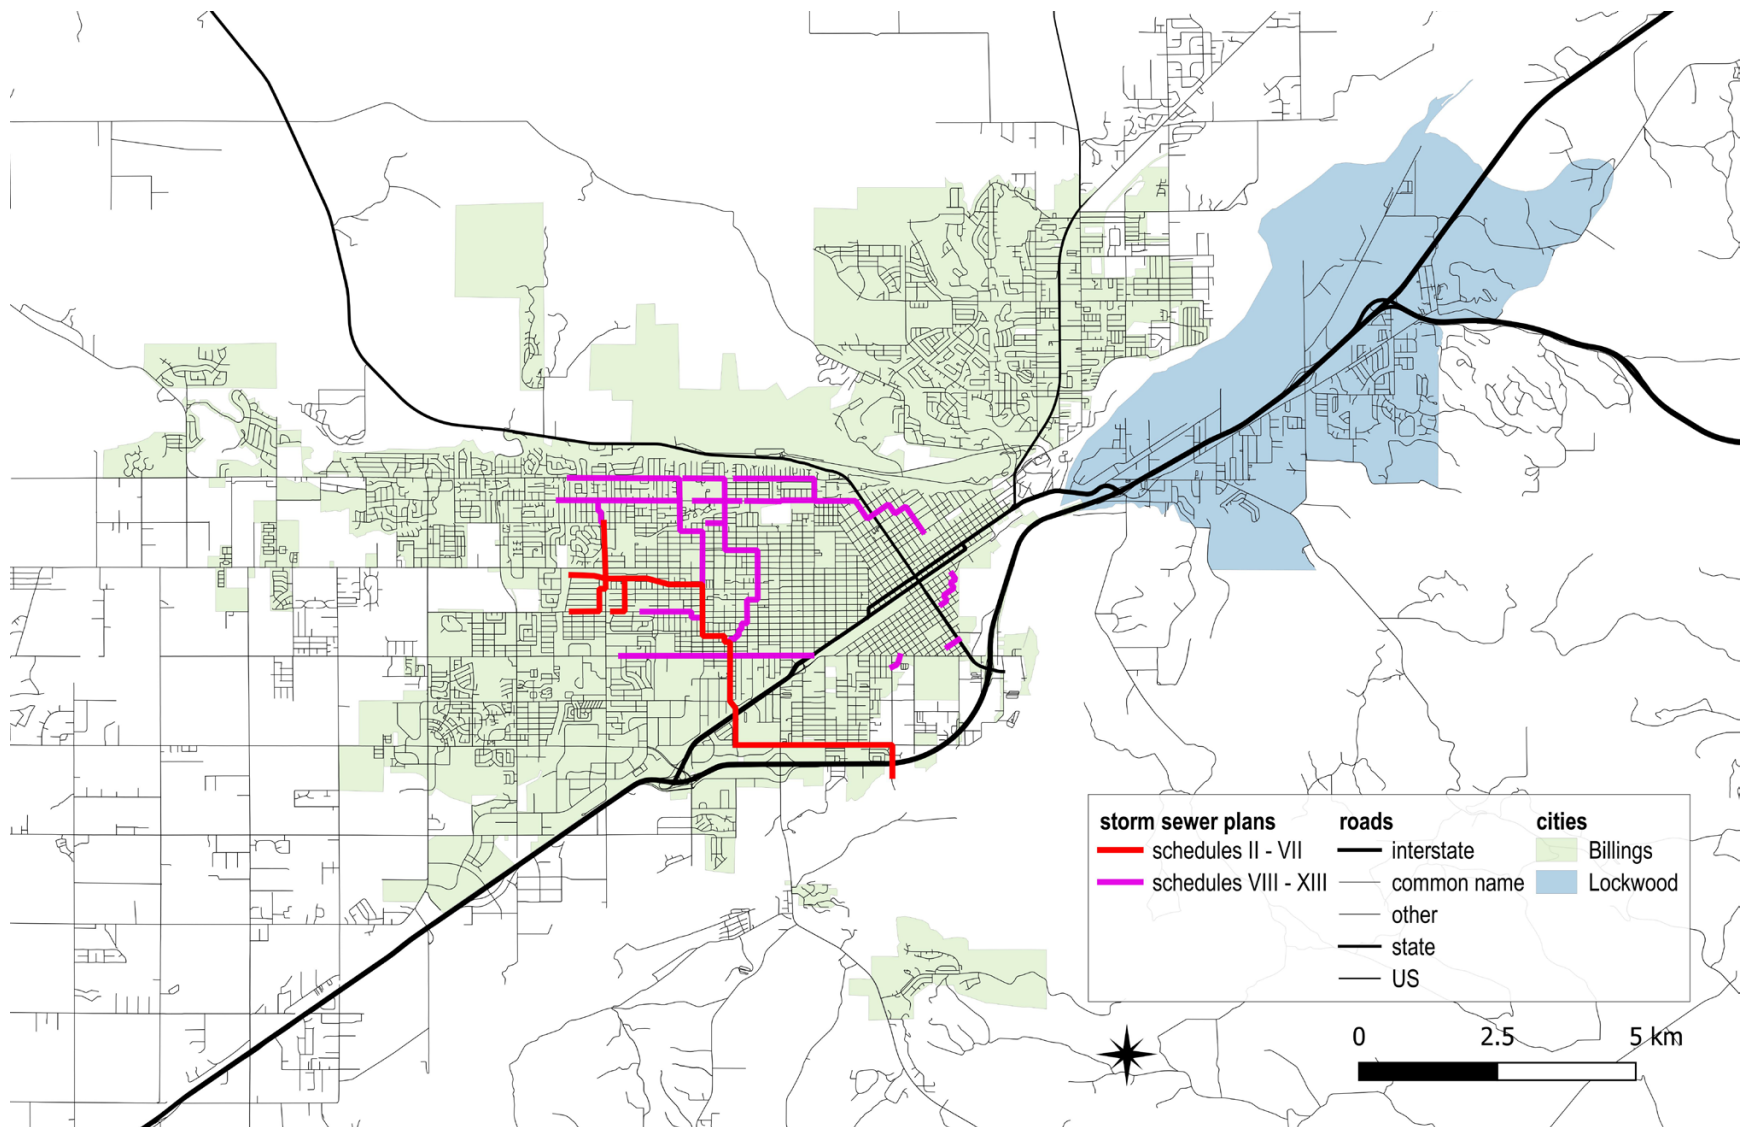 storm sewer plans
schedules II - VII
schedules VIII - XIII
roads
interstate
common name
other
state
US
cities
Billings
Lockwood
0 2.5 5 km